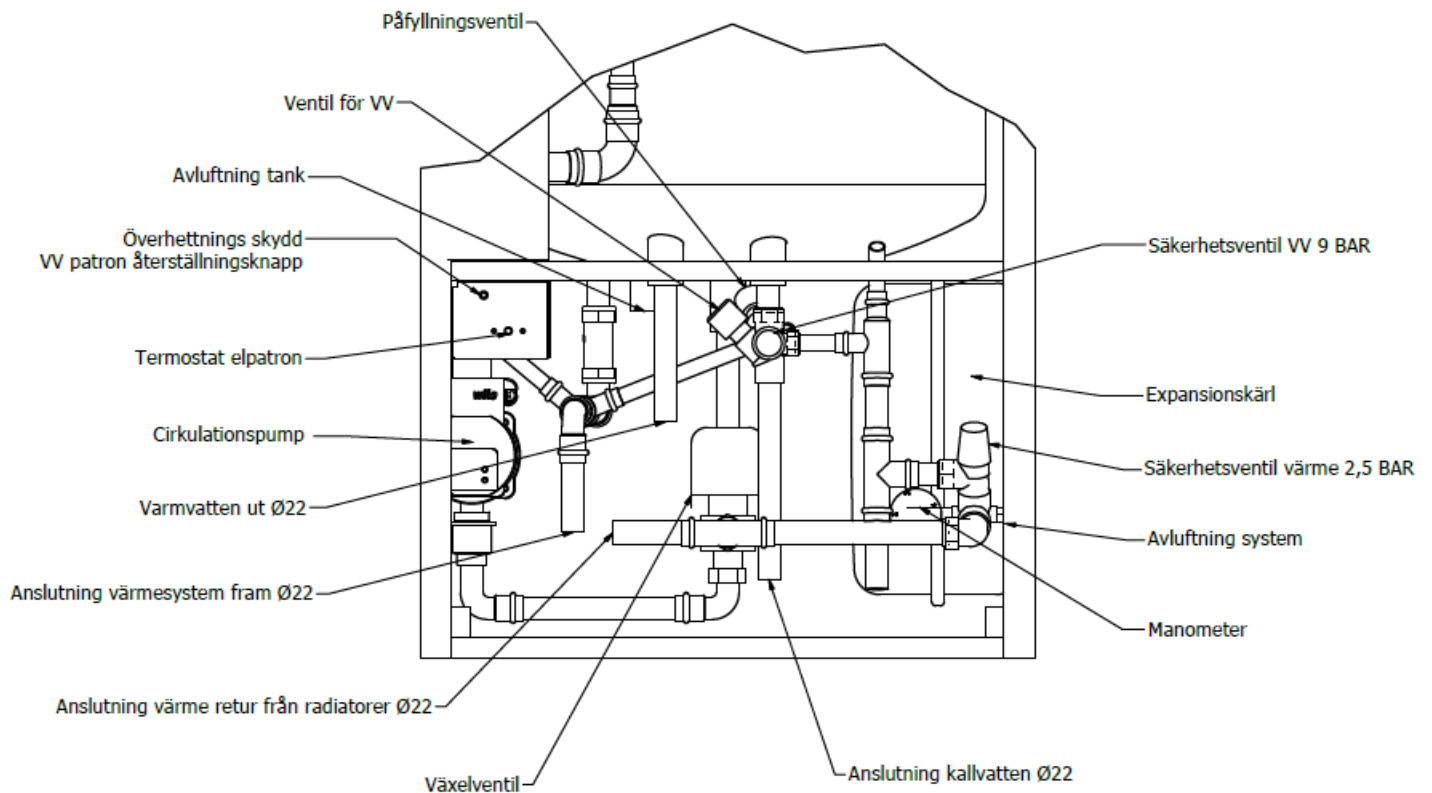 Påfyllningsventil
Ventil för VV
Avluftning tank
Överhettnings skydd
VV patron återställningsknapp
Termostat elpatron
Cirkulationspump
Varmvatten ut Ø22
Anslutning värmesystem fram Ø22
Anslutning värme retur från radiatorer Ø22
Växelventil
Säkerhetsventil VV 9 BAR
Expansionskärl
Säkerhetsventil värme 2,5 BAR
Avluftning system
Manometer
Anslutning kallvatten Ø22
wilo